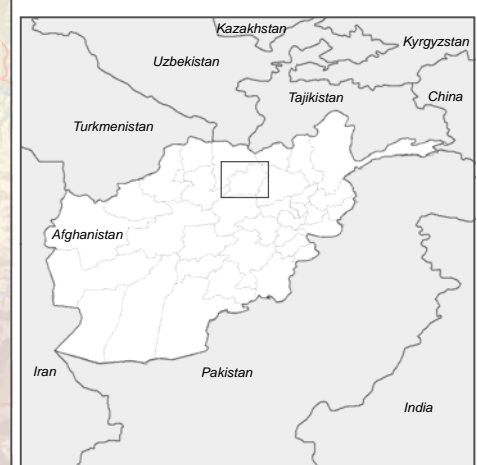 Kazakhstan
Kyrgyzstan
Uzbekistan
Tajikistan
China
Turkmenistan
Afghanistan
Iran
Pakistan
India